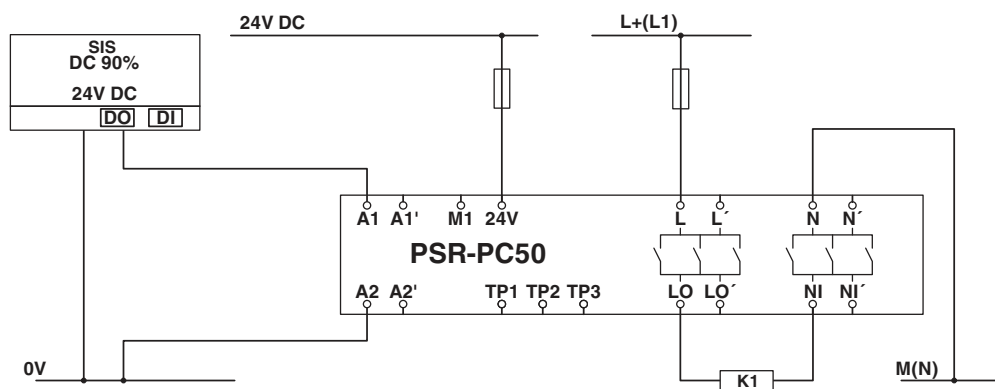 24V DC
L+(L1)
SIS
DC 90%
24V DC
DO DI
A1 A1' M1 24V L L´ N N´
PSR-PC50
A2 A2' TP1 TP2 TP3 LO LO´ NI NI´
0V
K1
M(N)